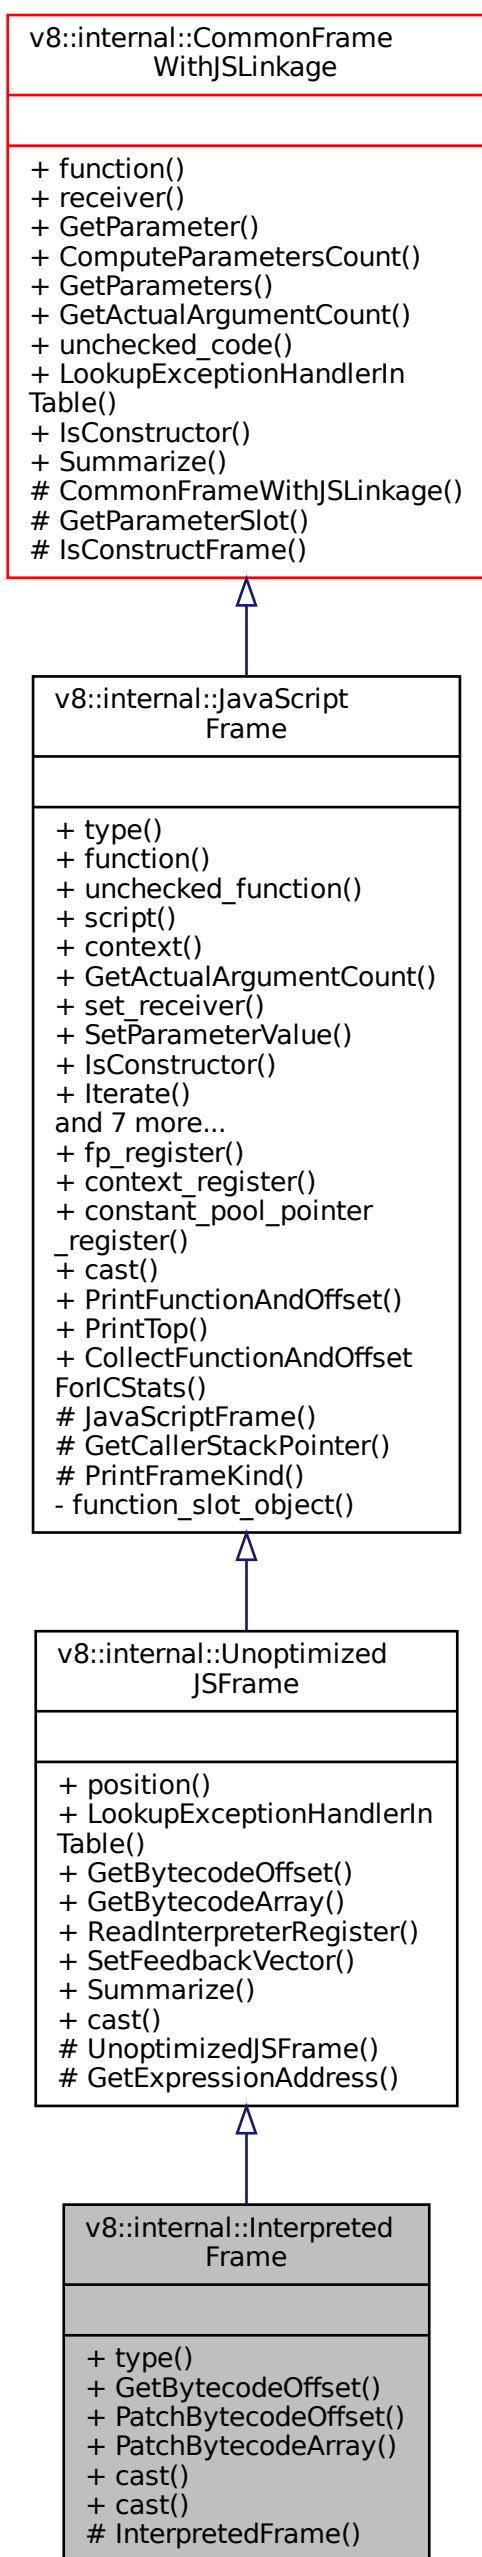 v8::internal::CommonFrame
WithJSLinkage
+ function()
+ receiver()
+ GetParameter()
+ ComputeParametersCount()
+ GetParameters()
+ GetActualArgumentCount()
+ unchecked_code()
+ LookupExceptionHandlerIn
Table()
+ IsConstructor()
+ Summarize()
# CommonFrameWithJSLinkage()
# GetParameterSlot()
# IsConstructFrame()
v8::internal::JavaScript
Frame
+ type()
+ function()
+ unchecked_function()
+ script()
+ context()
+ GetActualArgumentCount()
+ set_receiver()
+ SetParameterValue()
+ IsConstructor()
+ Iterate()
and 7 more...
+ fp_register()
+ context_register()
+ constant_pool_pointer
_register()
+ cast()
+ PrintFunctionAndOffset()
+ PrintTop()
+ CollectFunctionAndOffset
ForICStats()
# JavaScriptFrame()
# GetCallerStackPointer()
# PrintFrameKind()
- function_slot_object()
v8::internal::Unoptimized
JSFrame
+ position()
+ LookupExceptionHandlerIn
Table()
+ GetBytecodeOffset()
+ GetBytecodeArray()
+ ReadInterpreterRegister()
+ SetFeedbackVector()
+ Summarize()
+ cast()
# UnoptimizedJSFrame()
# GetExpressionAddress()
v8::internal::Interpreted
Frame
+ type()
+ GetBytecodeOffset()
+ PatchBytecodeOffset()
+ PatchBytecodeArray()
+ cast()
+ cast()
# InterpretedFrame()